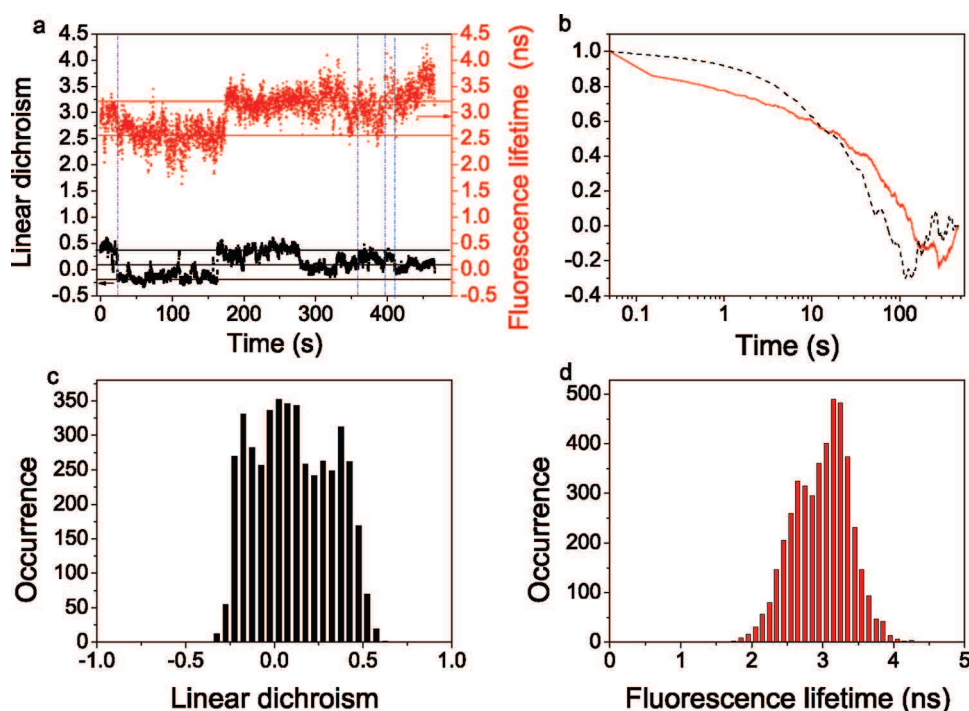 a
4.5
4.0
3.5
3.0
2.5
2.0
1.5
1.0
0.5
0.0
-0.5
Linear dichroism
0 100 200 300 400
Time (s)
4.5
4.0
3.5
3.0
2.5
2.0
1.5
1.0
0.5
0.0
-0.5
Fluorescence lifetime (ns)
b
1.0
0.8
0.6
0.4
0.2
0.0
-0.2
-0.4
0.1 1 10 100
Time (s)
c
350
300
250
200
150
100
50
0
Occurrence
-1.0 -0.5 0.0 0.5 1.0
Linear dichroism
d
500
400
300
200
100
0
Occurrence
0 1 2 3 4 5
Fluorescence lifetime (ns)